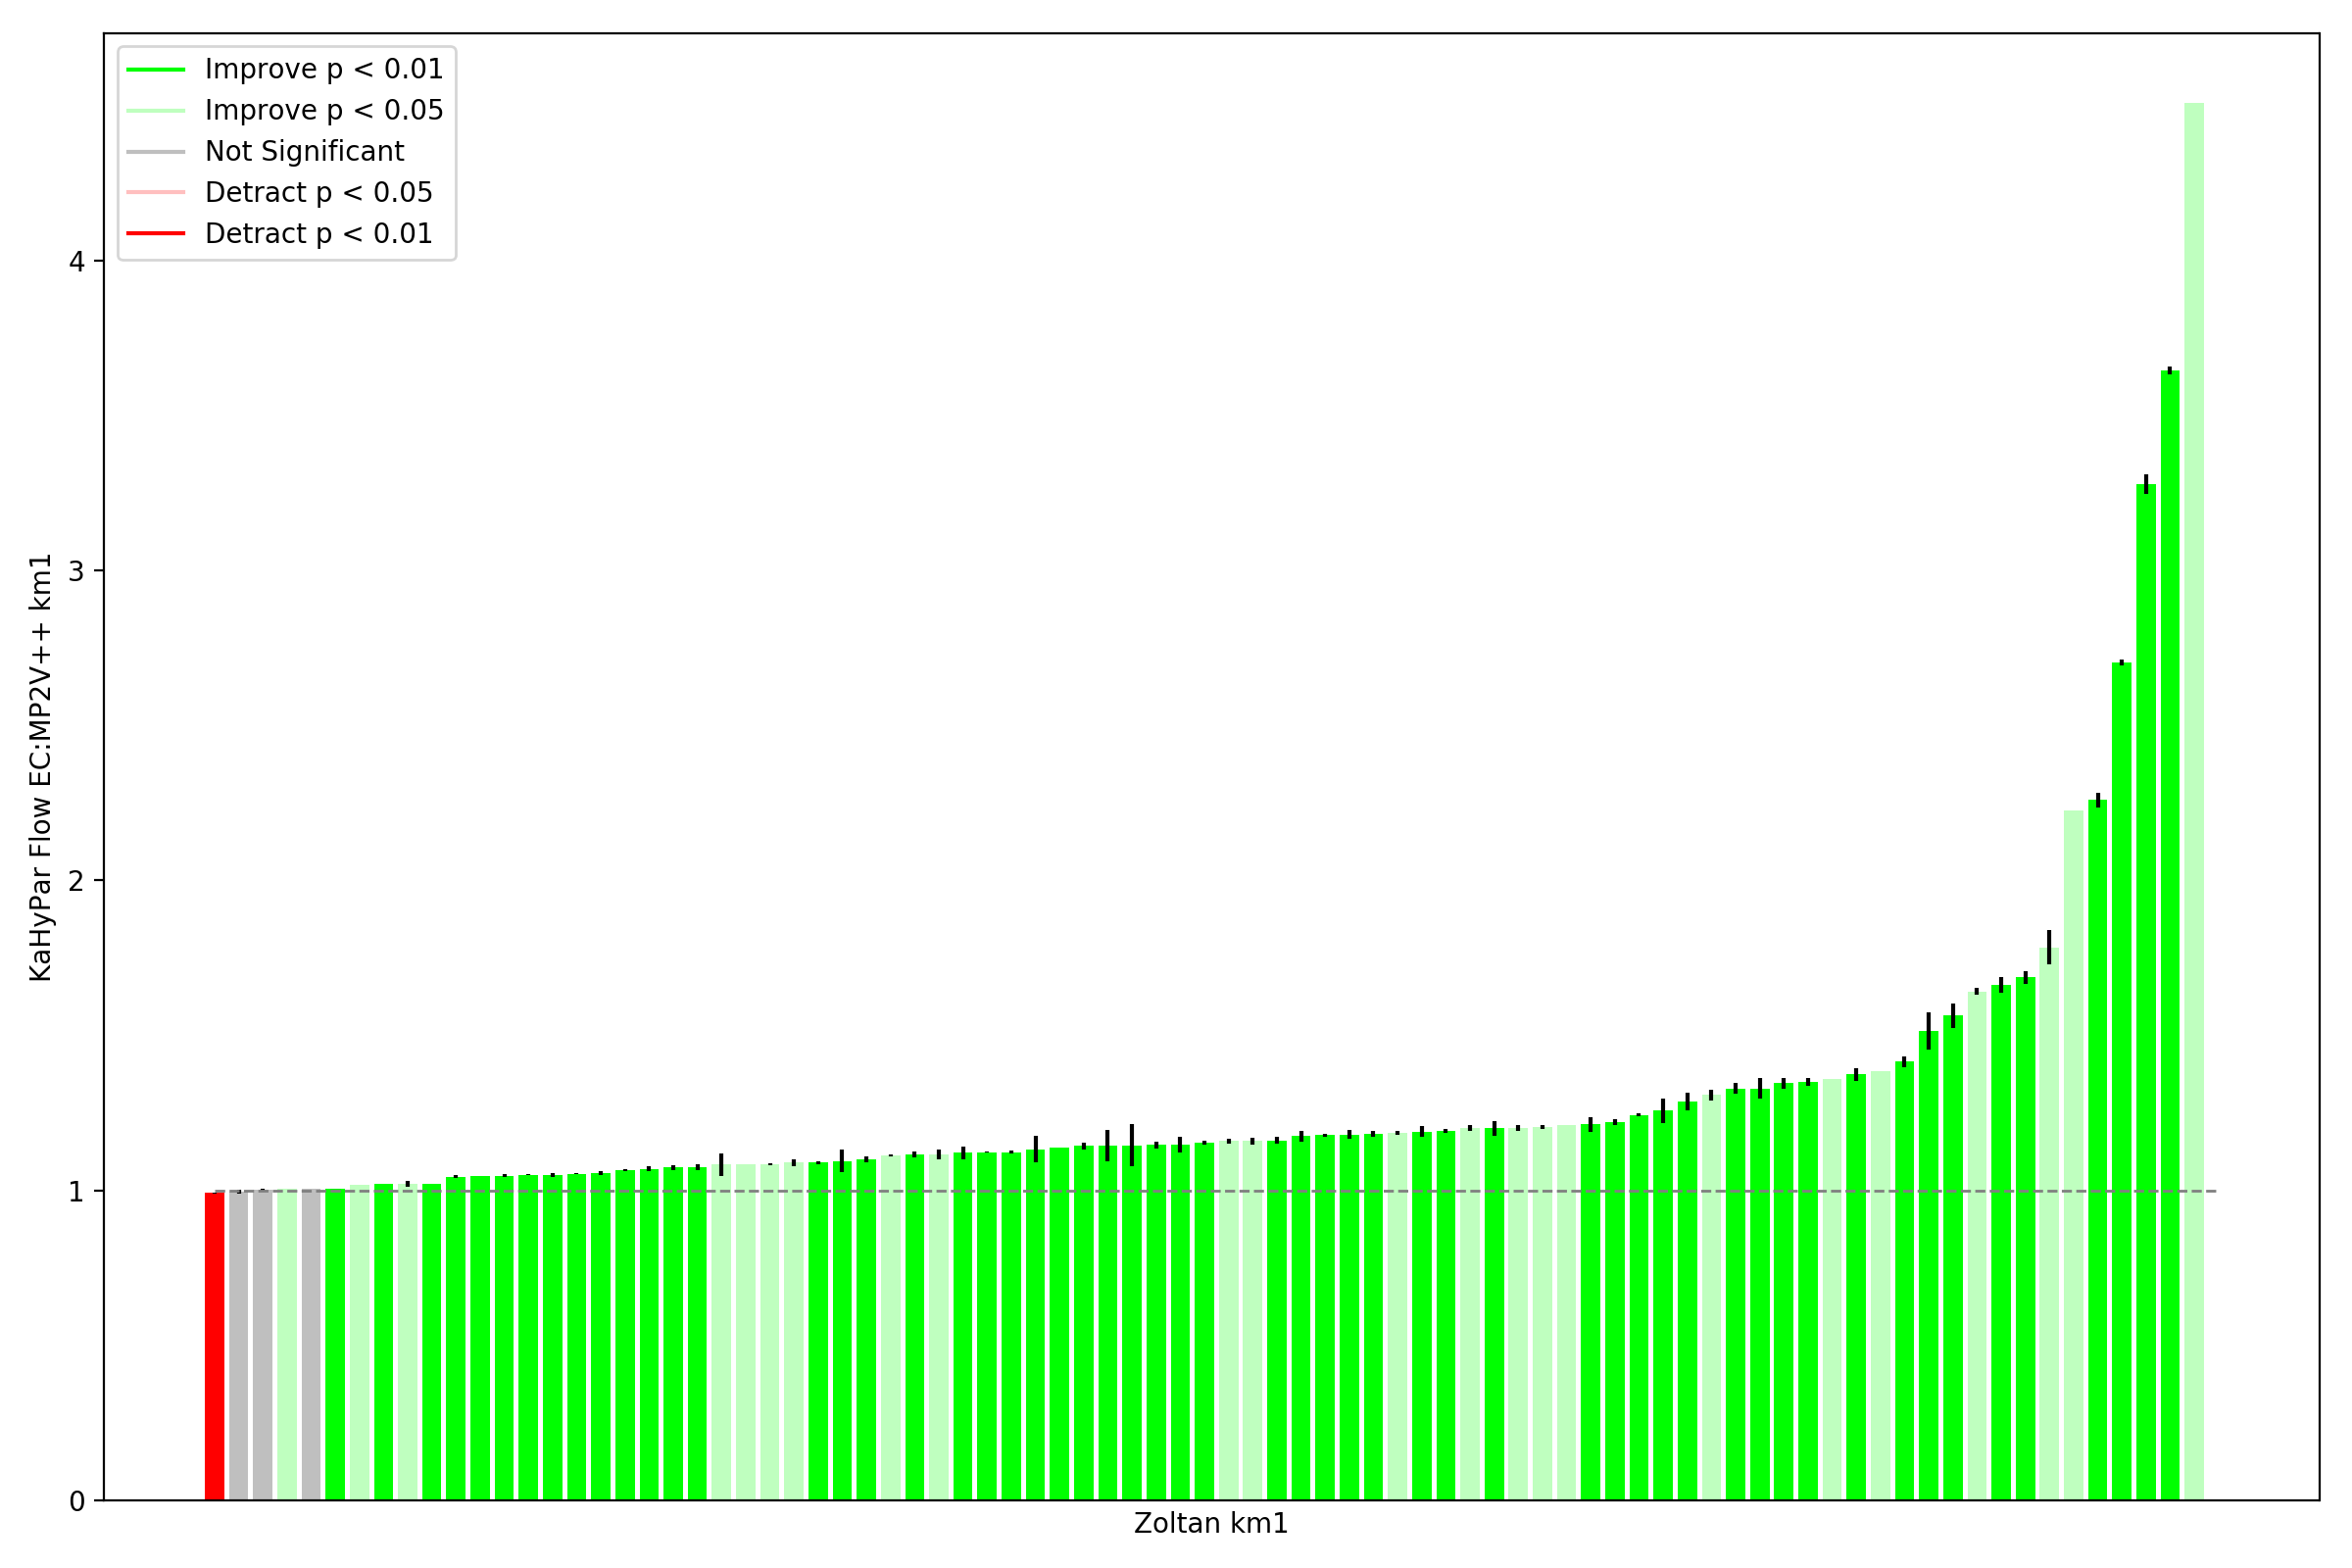 Improve p < 0.01
Improve p < 0.05
Not Significant
Detract p < 0.05
Detract p < 0.01
4
3
2
1
0
KaHyPar Flow EC:MP2V++ km1
Zoltan km1